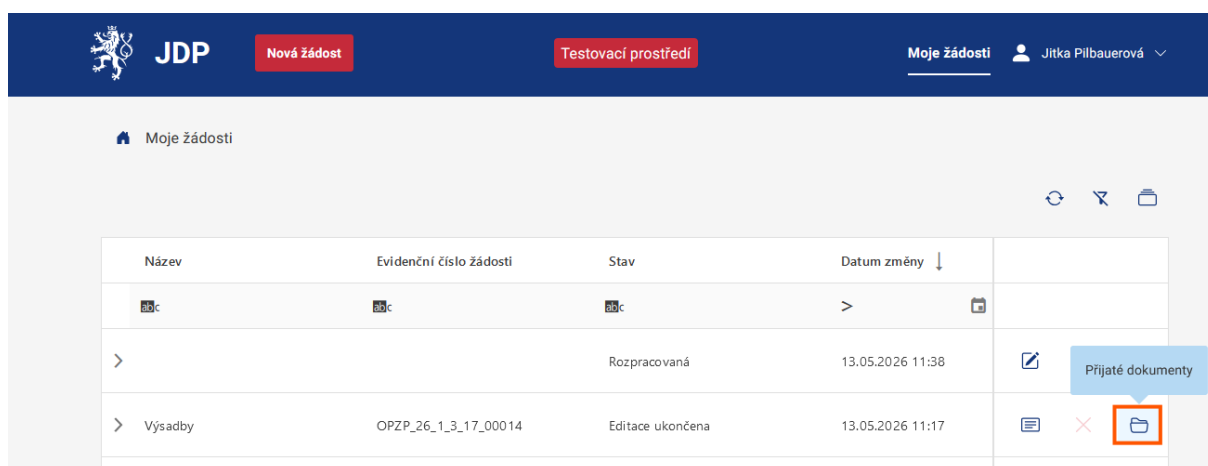 JDP Nová žádost Testovací prostředí Moje žádosti Jitka Pilbauerová
Moje žádosti
Název Evidenční číslo žádosti Stav Datum změny
abc abc abc >
Rozpracovaná 13.05.2026 11:38
Přijaté dokumenty
Výsadby OPZP_26_1_3_17_00014 Editace ukončena 13.05.2026 11:17